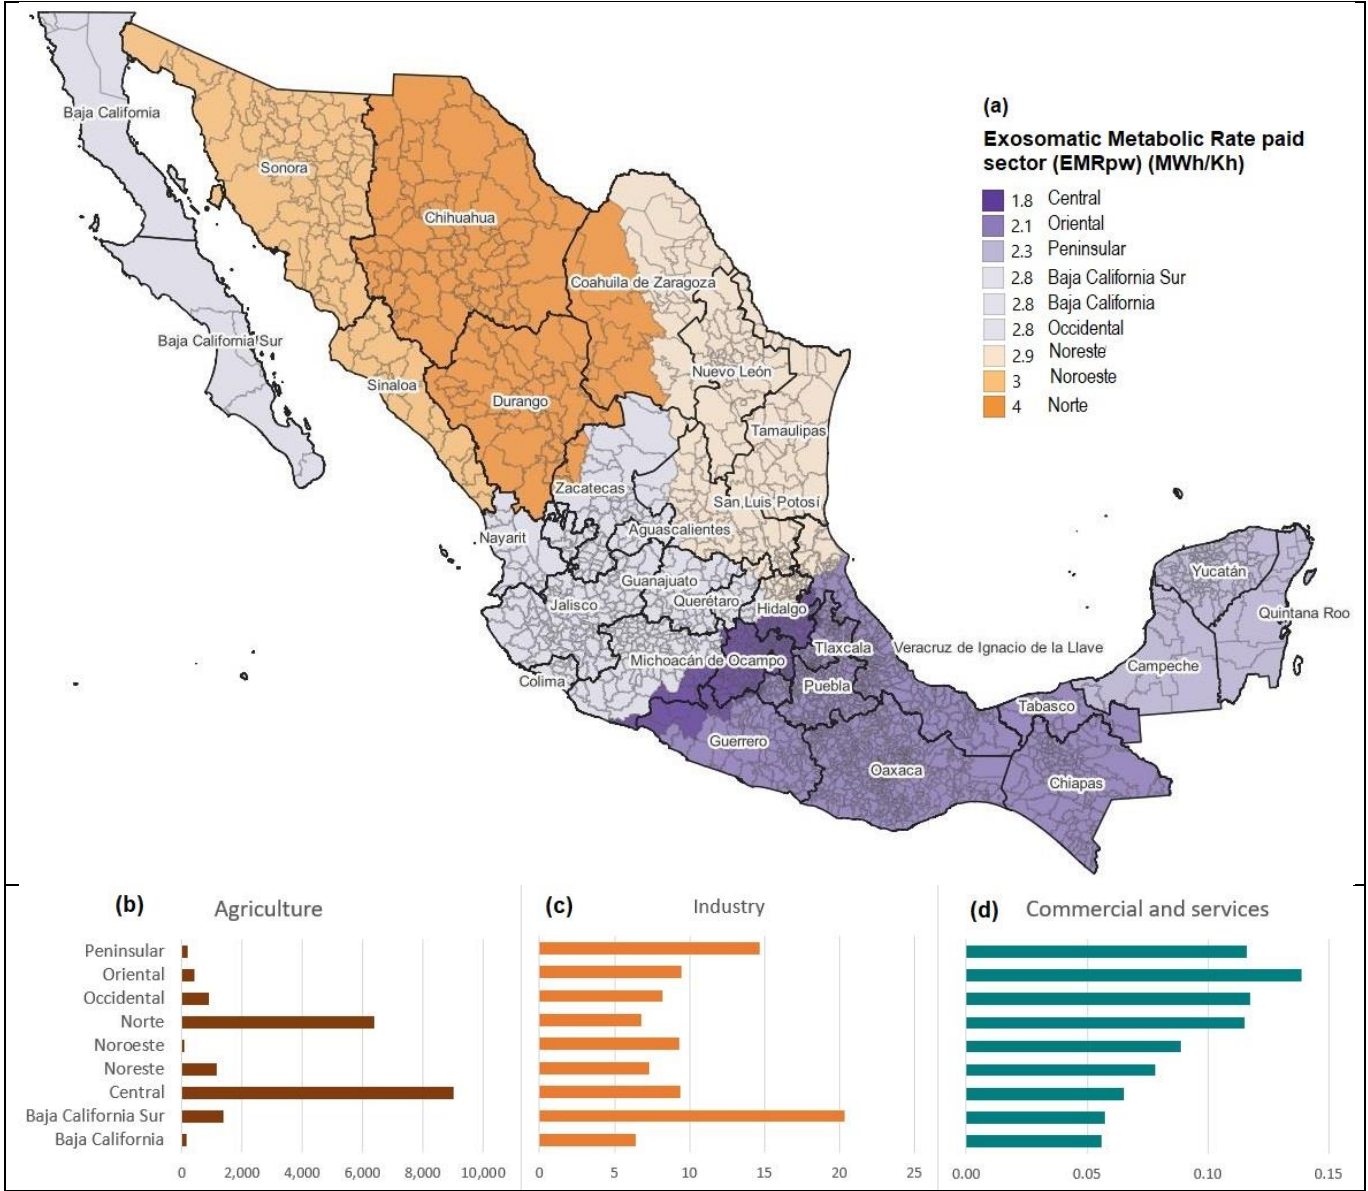 (a)
Exosomatic Metabolic Rate paid
sector (EMRpw) (MWh/Kh)
1.8 Central
2.1 Oriental
2.3 Peninsular
2.8 Baja California Sur
2.8 Baja California
2.8 Occidental
2.9 Noreste
3 Noroeste
4 Norte
Baja California
Sonora
Chihuahua
Coahuila de Zaragoza
Baja California Sur
Nuevo León
Sinaloa
Durango
Tamaulipas
Zacatecas
San Luis Potosí
Aguascalientes
Nayarit
Yucatán
Guanajuato
Jalisco
Querétaro
Hidalgo
Quintana Roo
Tlaxcala
Veracruz de Ignacio de la Llave
Michoacán de Ocampo
Campeche
Colima
Puebla
Tabasco
Guerrero
Oaxaca
Chiapas
(b) Agriculture
Peninsular
Oriental
Occidental
Norte
Noroeste
Noreste
Central
Baja California Sur
Baja California
0 2,000 4,000 6,000 8,000 10,000
(c) Industry
0 5 10 15 20 25
(d) Commercial and services
0.00 0.05 0.10 0.15